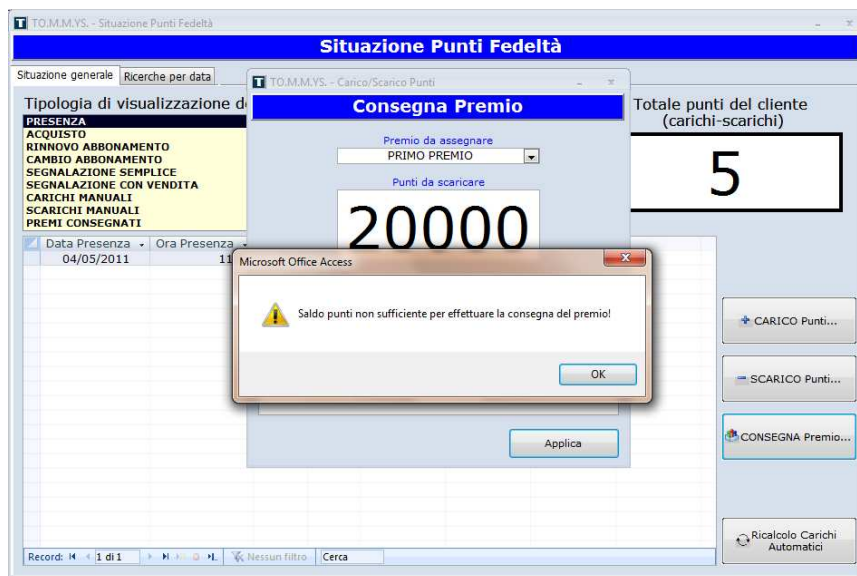 TO.M.M.YS. - Situazione Punti Fedeltà
Situazione Punti Fedeltà
Situazione generale
Ricerche per data
Tipologia di visualizzazione d
PRESENZA
ACQUISTO
RINNOVO ABBONAMENTO
CAMBIO ABBONAMENTO
SEGNALAZIONE SEMPLICE
SEGNALAZIONE CON VENDITA
CARICHI MANUALI
SCARICHI MANUALI
PREMI CONSEGNATI
TO.M.M.YS. - Carico/Scarico Punti
Consegna Premio
Premio da assegnare
PRIMO PREMIO
Punti da scaricare
20000
Totale punti del cliente
(carichi-scarichi)
5
Data Presenza
Ora Presenza
04/05/2011
11
Microsoft Office Access
Saldo punti non sufficiente per effettuare la consegna del premio!
OK
Applica
CARICO Punti...
SCARICO Punti...
CONSEGNA Premio...
Ricalcolo Carichi
Automatici
Record:
1 di 1
Nessun filtro
Cerca